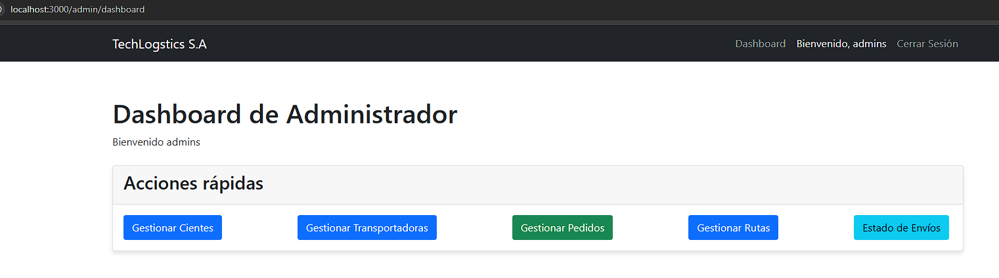 localhost:3000/admin/dashboard
TechLogstics S.A
Dashboard Bienvenido, admins Cerrar Sesión
Dashboard de Administrador
Bienvenido admins
Acciones rápidas
Gestionar Cientes Gestionar Transportadoras Gestionar Pedidos Gestionar Rutas Estado de Envíos